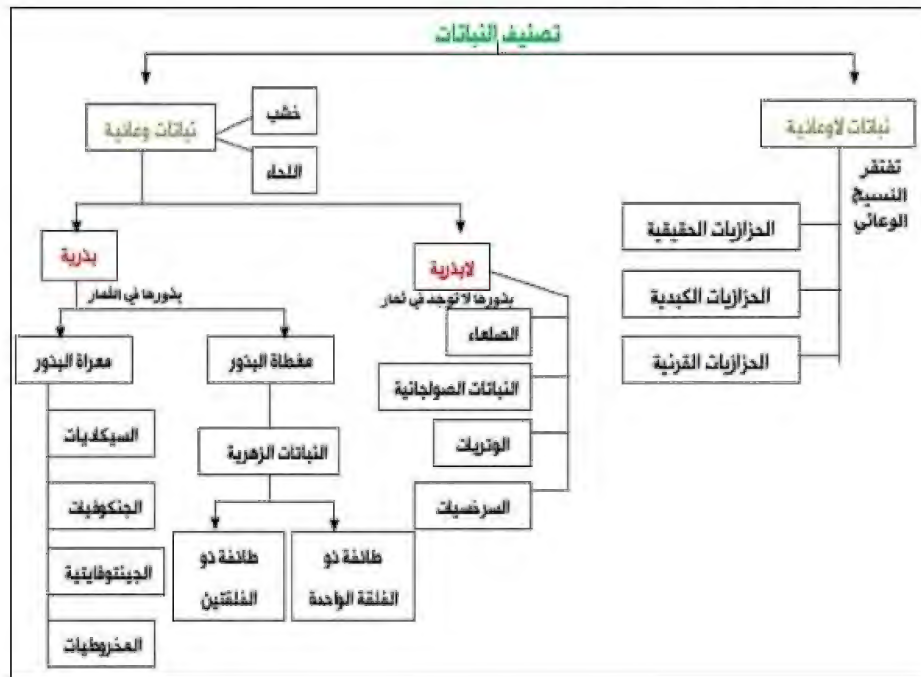 تصنيف النباتات
نباتات لاوعائية
تفتقر
النسيج
الوعائي
الحزازيات الحقيقية
الحزازيات الكبدية
الحزازيات القرنية
نباتات وعائية
خشب
اللحاء
لابذرية
بذورها لا توجد في ثمار
الصلعاء
النباتات الصولجانية
الوتريات
السرخسيات
بذرية
بذورها في الثمار
مغطاة البذور
النباتات الزهرية
طائفة ذو
الفلقة الواحدة
طائفة ذو
الفلقتين
معراة البذور
السيكاديات
الجنكوفيات
الجينتوفايتية
المخروطيات